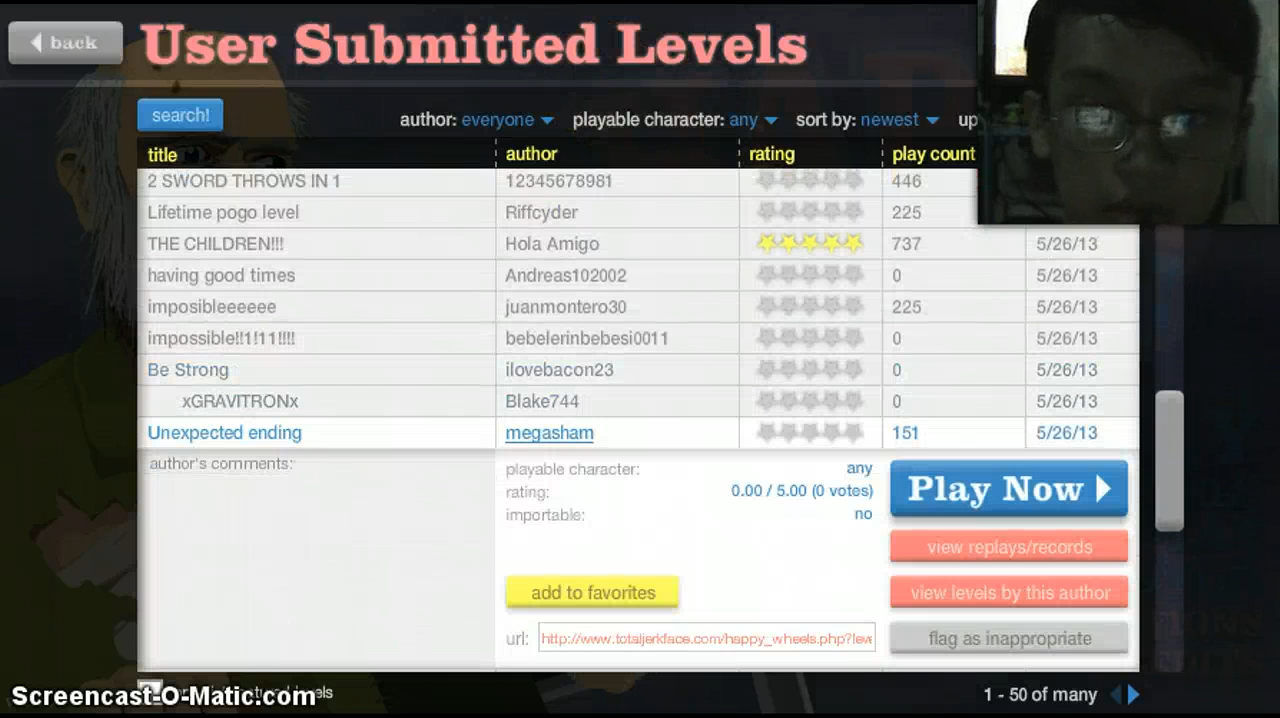 back
User Submitted Levels
search!
author: everyone playable character: any sort by: newest up
title author rating play count
2 SWORD THROWS IN 1 12345678981 446
Lifetime pogo level Riffcyder 225
THE CHILDREN!!! Hola Amigo 737 5/26/13
having good times Andreas102002 0 5/26/13
imposibleeeeee juanmontero30 225 5/26/13
impossible!!1!11!!!! bebelerinbebesi0011 0 5/26/13
Be Strong ilovebacon23 0 5/26/13
xGRAVITRONx Blake744 0 5/26/13
Unexpected ending megasham 151 5/26/13
author's comments: playable character: any
rating: 0.00 / 5.00 (0 votes)
importable: no
Play Now
view replays/records
add to favorites view levels by this author
url: http://www.totaljerkface.com/happy_wheels.php?leve
flag as inappropriate
Screencast-O-Matic.com
1 - 50 of many